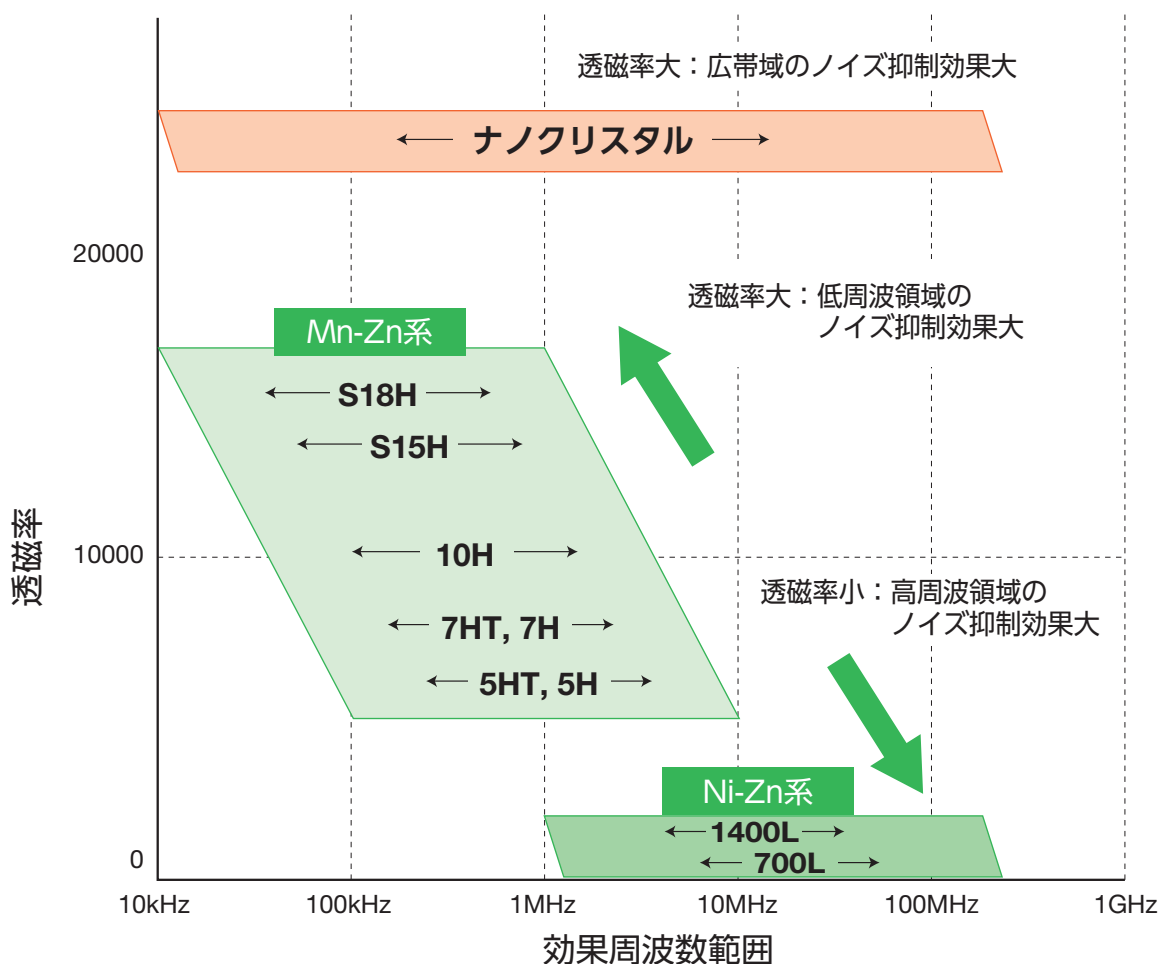 透磁率大：広帯域のノイズ抑制効果大
ナノクリスタル
20000
透磁率大：低周波領域の
ノイズ抑制効果大
Mn-Zn系
S18H
S15H
透磁率
10000
10H
透磁率小：高周波領域の
ノイズ抑制効果大
7HT, 7H
5HT, 5H
Ni-Zn系
1400L
700L
0
10kHz
100kHz
1MHz
10MHz
100MHz
1GHz
効果周波数範囲